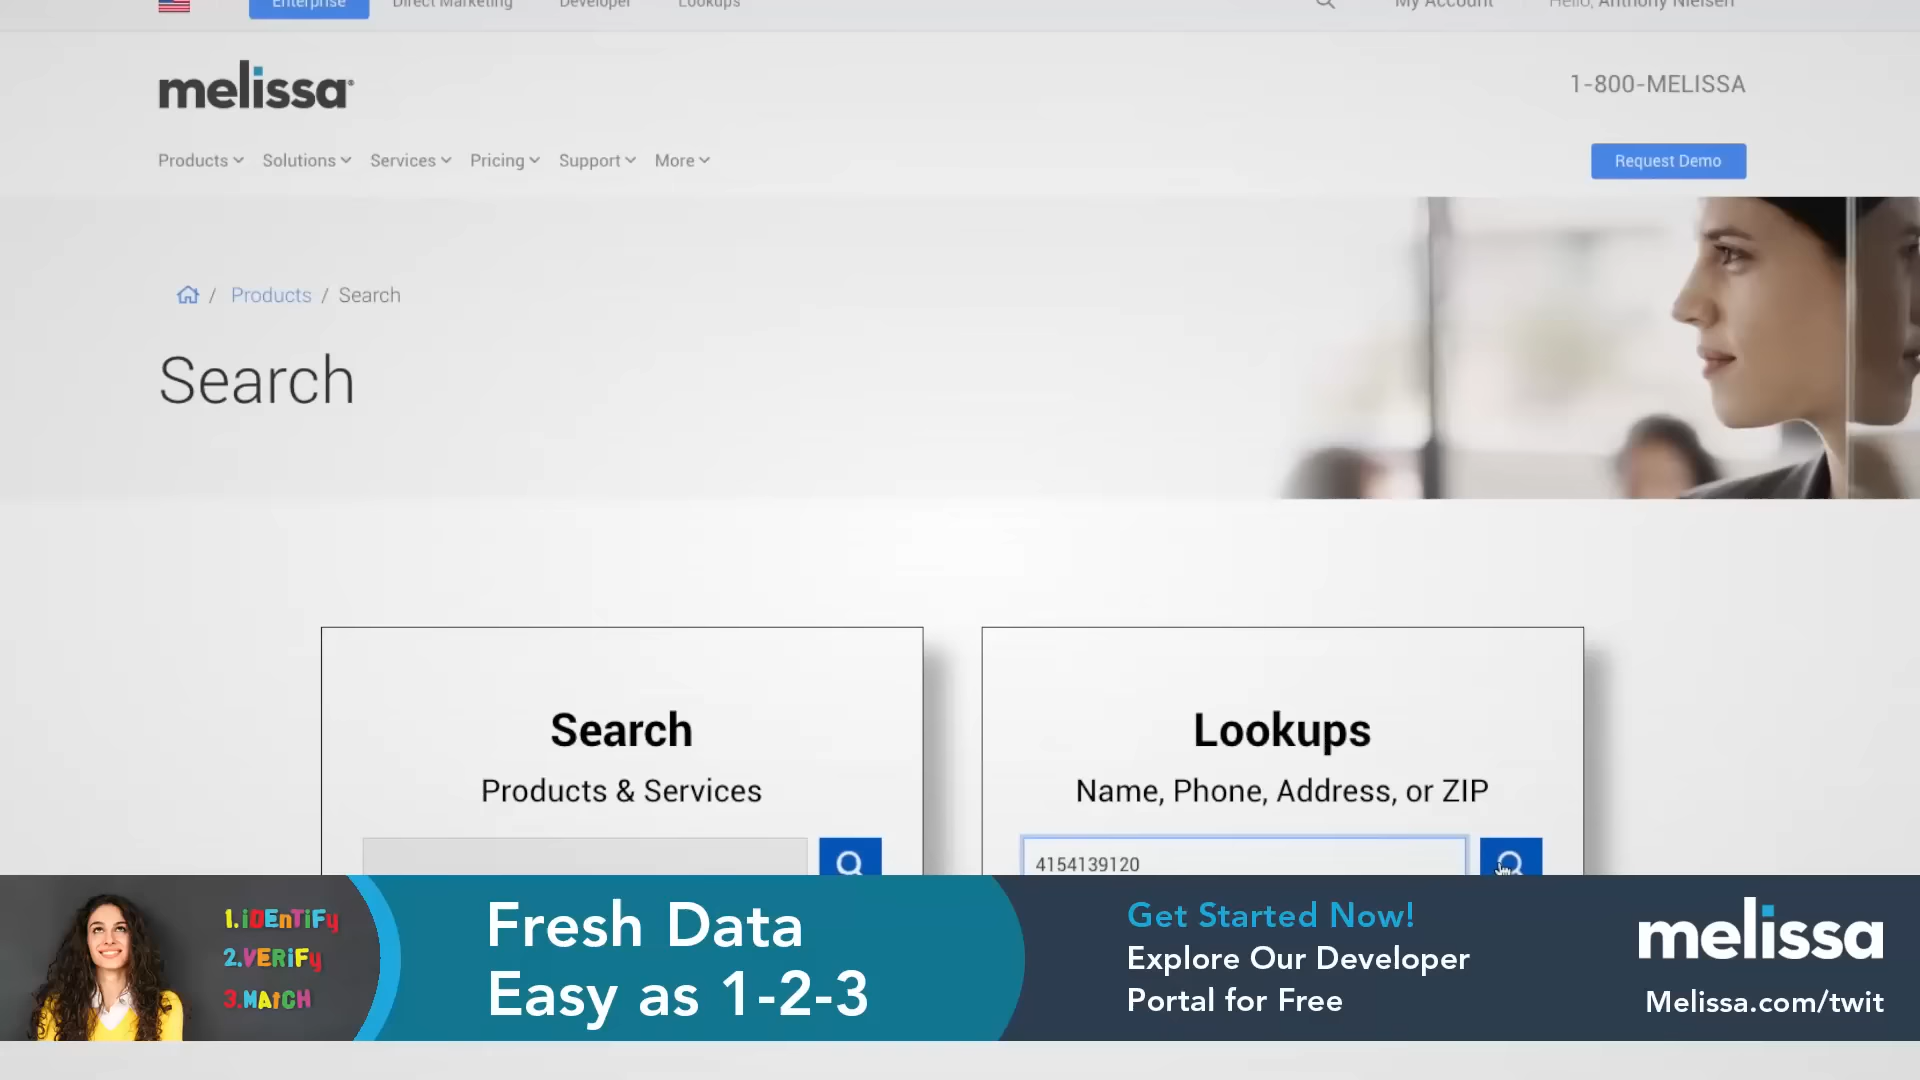 Enterprise Direct Marketing Developer Lookups My Account Hello, Anthony Nielsen
melissa®
1-800-MELISSA
Products Solutions Services Pricing Support More Request Demo
/ Products / Search
Search
Search
Products & Services
Lookups
Name, Phone, Address, or ZIP
4154139120
1.iDEnTiFy
2.VERiFy
3.MAtCH
Fresh Data
Easy as 1-2-3
Get Started Now!
Explore Our Developer
Portal for Free
melissa
Melissa.com/twit